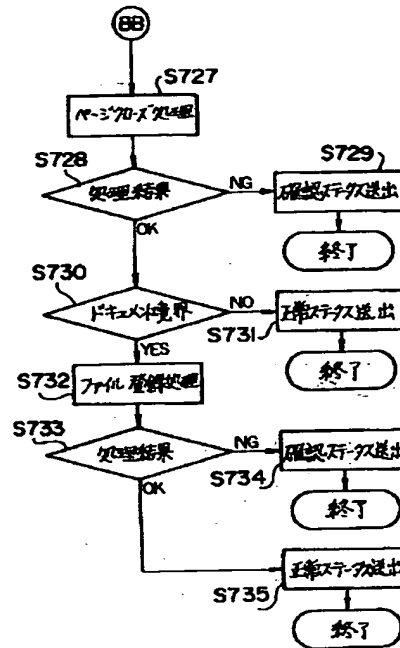 BB
S727
ページクローズ処理
S728
処理結果
NG
S729
確認ステータス送出
終了
OK
S730
ドキュメント境界
NO
S731
正常ステータス送出
終了
YES
S732
ファイル登録処理
S733
処理結果
NG
S734
確認ステータス送出
終了
OK
S735
正常ステータス送出
終了